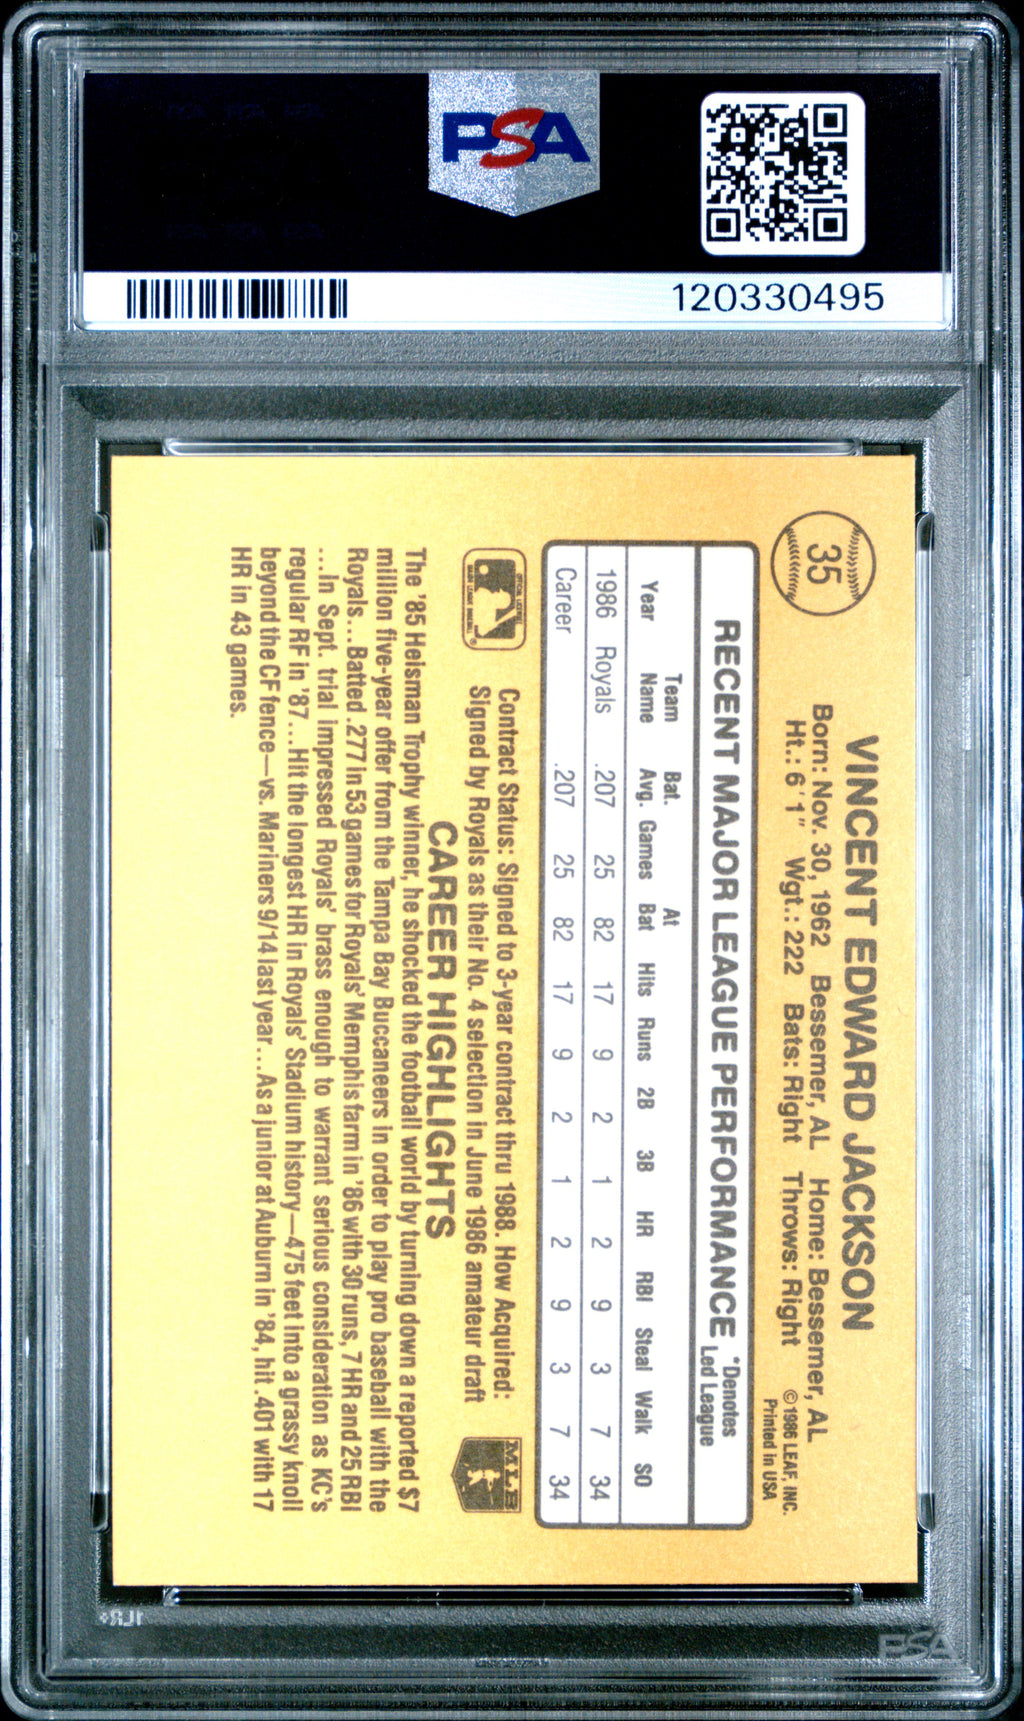 PSA
120330495
35
VINCENT EDWARD JACKSON
Born: Nov. 30, 1962 Bessemer, AL Home: Bessemer, AL
Ht.: 6'1" Wgt.: 222 Bats: Right Throws: Right
©1986 LEAF, INC.
Printed in USA
RECENT MAJOR LEAGUE PERFORMANCE
*Denotes
Led League
Team Bat. At
Year Name Avg. Games Bat Hits Runs 2B 3B HR RBI Steal Walk SO
1986 Royals .207 25 82 17 9 2 1 2 9 3 7 34
Career .207 25 82 17 9 2 1 2 9 3 7 34
Contract Status: Signed to 3-year contract thru 1988. How Acquired:
Signed by Royals as their No. 4 selection in June 1986 amateur draft
MLB
CAREER HIGHLIGHTS
The '85 Heisman Trophy winner, he shocked the football world by turning down a reported $7
million five-year offer from the Tampa Bay Buccaneers in order to play pro baseball with the
Royals...Batted .277 in 53 games for Royals' Memphis farm in '86 with 30 runs, 7 HR and 25 RBI
...In Sept. trial impressed Royals' brass enough to warrant serious consideration as KC's
regular RF in '87...Hit the longest HR in Royals' Stadium history—475 feet into a grassy knoll
beyond the CF fence—vs. Mariners 9/14 last year...As a junior at Auburn in '84, hit .401 with 17
HR in 43 games.
PSA